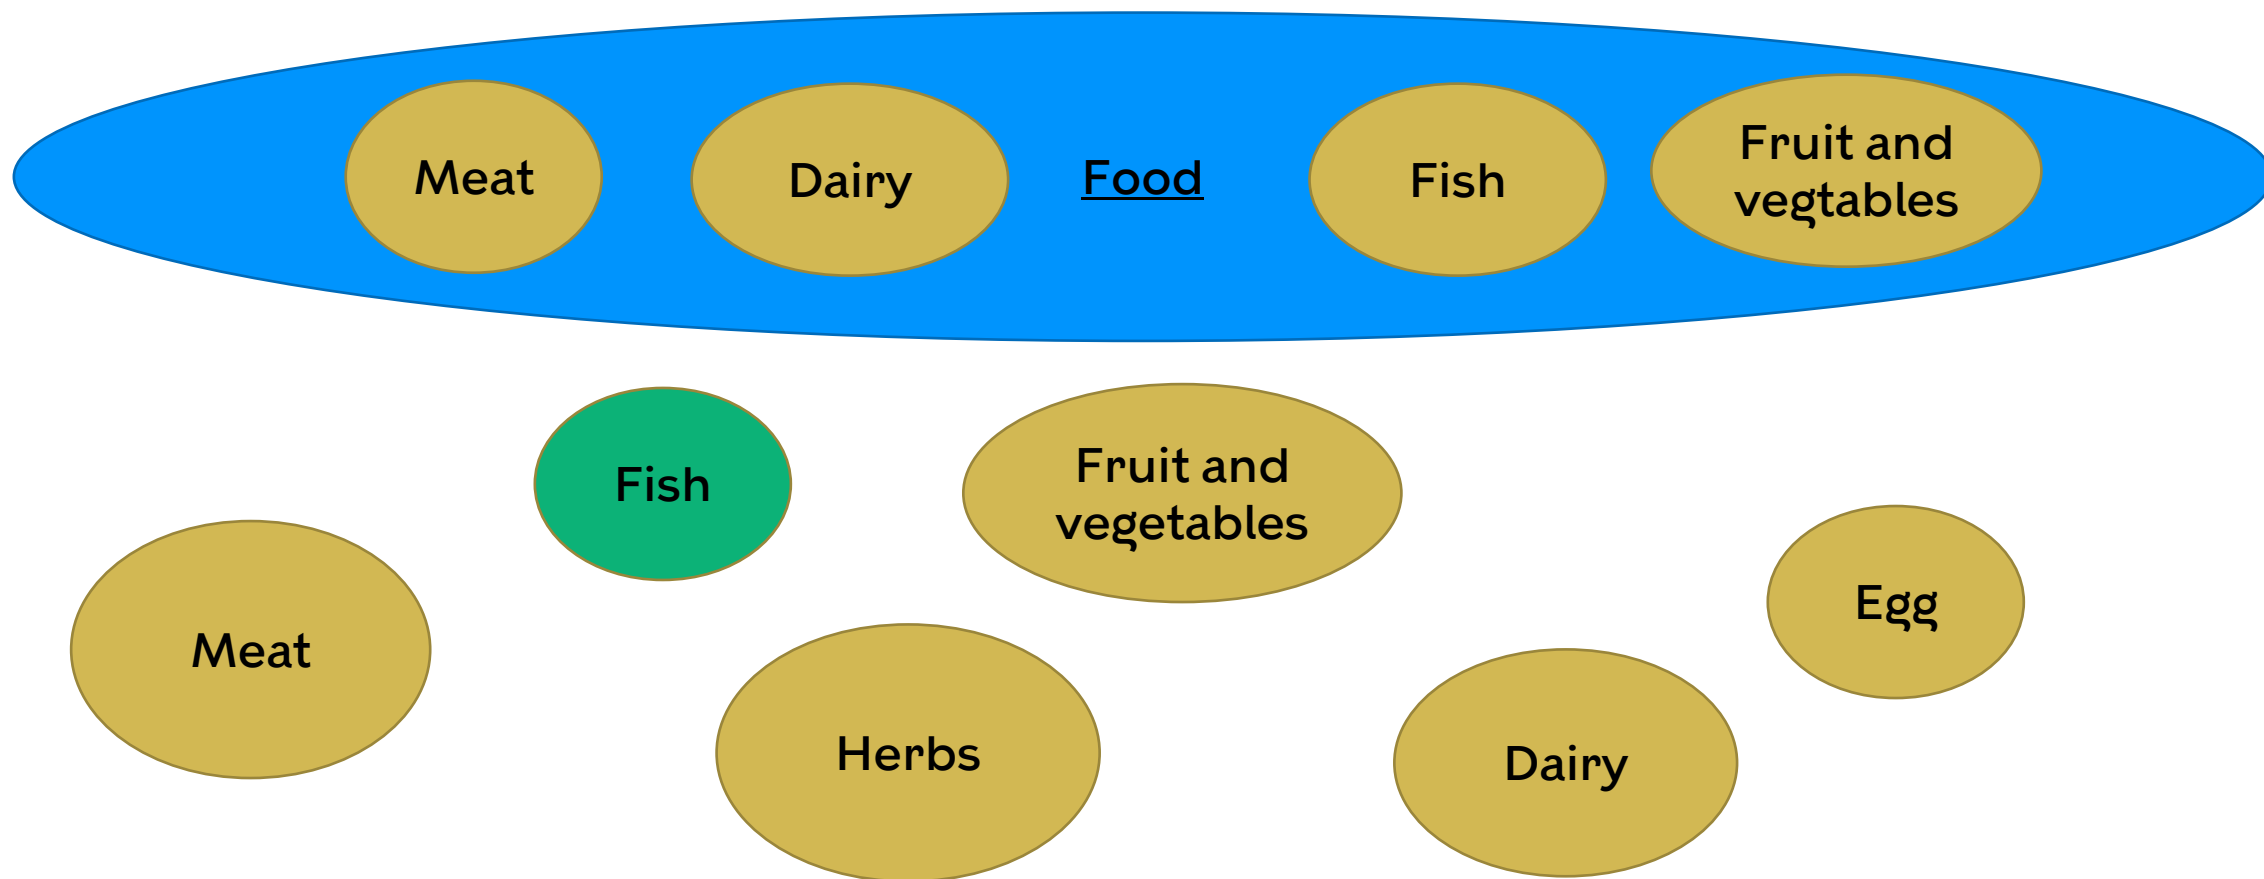 Meat
Dairy
Food
Fish
Fruit and
vegtables
Fish
Fruit and
vegetables
Egg
Meat
Herbs
Dairy